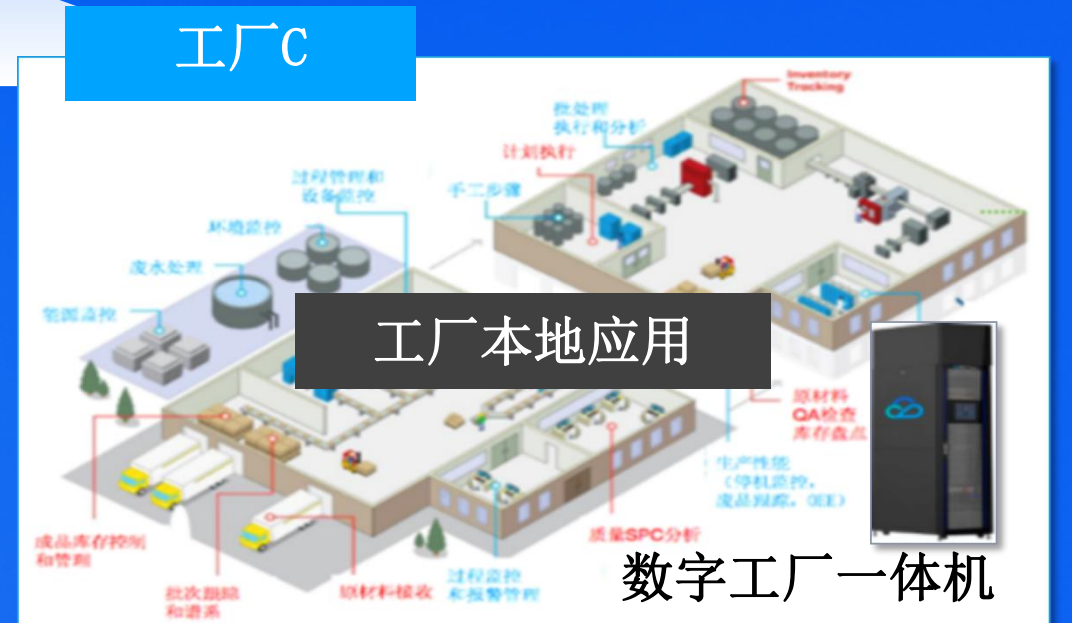 工厂C
Inventory
Tracking
批处理
执行和分析
计划执行
过程管理和
设备监控
手工步骤
环境监控
废水处理
能源监控
工厂本地应用
原材料
QA检查
库存盘点
生产性能
（停机监控，
废品跟踪，OEE）
质量SPC分析
成品库存控制
和管理
数字工厂一体机
过程监控
和报警管理
原材料接收
批次跟踪
和谱系